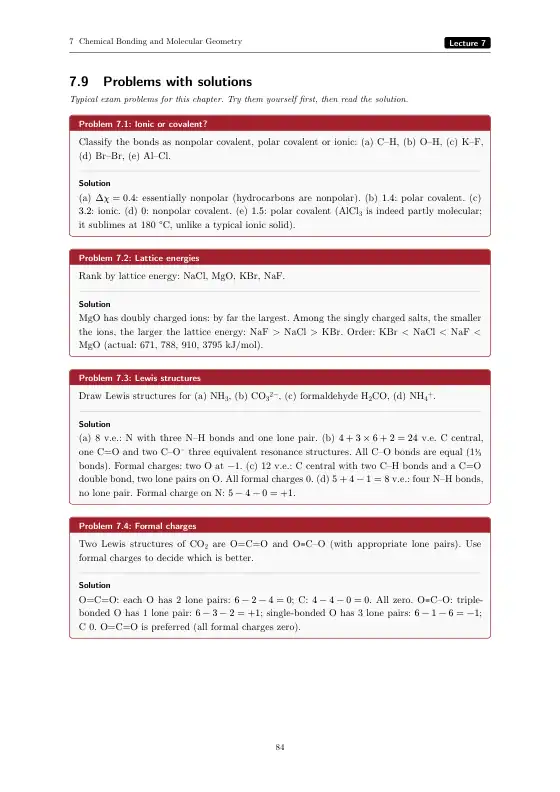 7 Chemical Bonding and Molecular Geometry
Lecture 7
7.9 Problems with solutions
Typical exam problems for this chapter. Try them yourself first, then read the solution.
Problem 7.1: Ionic or covalent?
Classify the bonds as nonpolar covalent, polar covalent or ionic: (a) C–H, (b) O–H, (c) K–F,
(d) Br–Br, (e) Al–Cl.
Solution
(a) Δχ = 0.4: essentially nonpolar (hydrocarbons are nonpolar). (b) 1.4: polar covalent. (c)
3.2: ionic. (d) 0: nonpolar covalent. (e) 1.5: polar covalent (AlCl₃ is indeed partly molecular;
it sublimes at 180 °C, unlike a typical ionic solid).
Problem 7.2: Lattice energies
Rank by lattice energy: NaCl, MgO, KBr, NaF.
Solution
MgO has doubly charged ions: by far the largest. Among the singly charged salts, the smaller
the ions, the larger the lattice energy: NaF > NaCl > KBr. Order: KBr < NaCl < NaF <
MgO (actual: 671, 788, 910, 3795 kJ/mol).
Problem 7.3: Lewis structures
Draw Lewis structures for (a) NH₃, (b) CO₃²⁻, (c) formaldehyde H₂CO, (d) NH₄⁺.
Solution
(a) 8 v.e.: N with three N–H bonds and one lone pair. (b) 4 + 3 × 6 + 2 = 24 v.e. C central,
one C=O and two C–O⁻ three equivalent resonance structures. All C–O bonds are equal (1⅓
bonds). Formal charges: two O at −1. (c) 12 v.e.: C central with two C–H bonds and a C=O
double bond, two lone pairs on O. All formal charges 0. (d) 5 + 4 − 1 = 8 v.e.: four N–H bonds,
no lone pair. Formal charge on N: 5 − 4 − 0 = +1.
Problem 7.4: Formal charges
Two Lewis structures of CO₂ are O=C=O and O≡C–O (with appropriate lone pairs). Use
formal charges to decide which is better.
Solution
O=C=O: each O has 2 lone pairs: 6 − 2 − 4 = 0; C: 4 − 4 − 0 = 0. All zero. O≡C–O: triple-
bonded O has 1 lone pair: 6 − 3 − 2 = +1; single-bonded O has 3 lone pairs: 6 − 1 − 6 = −1;
C 0. O=C=O is preferred (all formal charges zero).
84